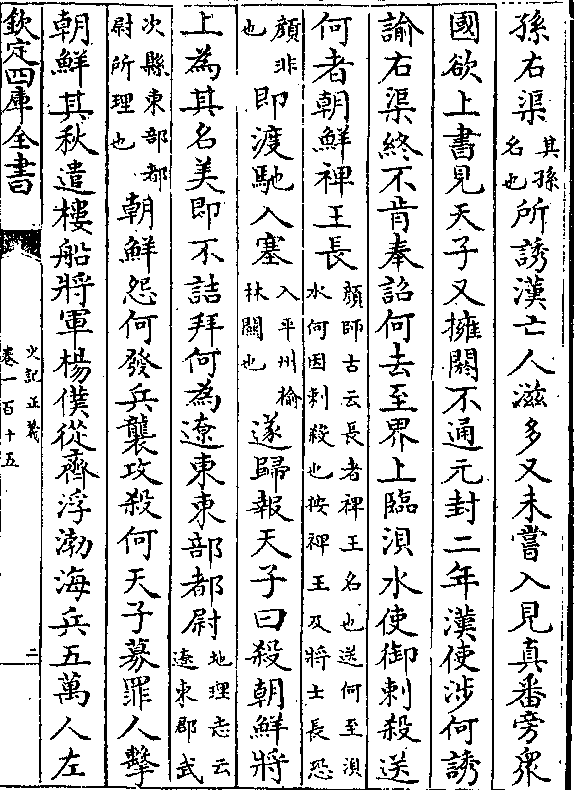 孫右渠其孫名也所誘漢亡人滋多又未嘗入見真番旁衆
國欲上書見天子又擁閼不通元封二年漢使涉何誘
諭右渠終不肯奉詔何去至界上臨浿水使御刺殺送
何者朝鮮裨王長顔師古云長者裨王名也送何至浿水何因刺殺也按裨王及將士長恐
顔非也即渡馳入塞入平州榆林關也遂歸報天子曰殺朝鮮將
上為其名美即不詰拜何為遼東東部都尉地理志云遼東郡武
次縣東部都尉所理也朝鮮怨何發兵襲攻殺何天子募罪人擊
朝鮮其秋遣樓船將軍楊僕從齊浮渤海兵五萬人左
欽定四庫全書
史記正義
卷一百十五
二